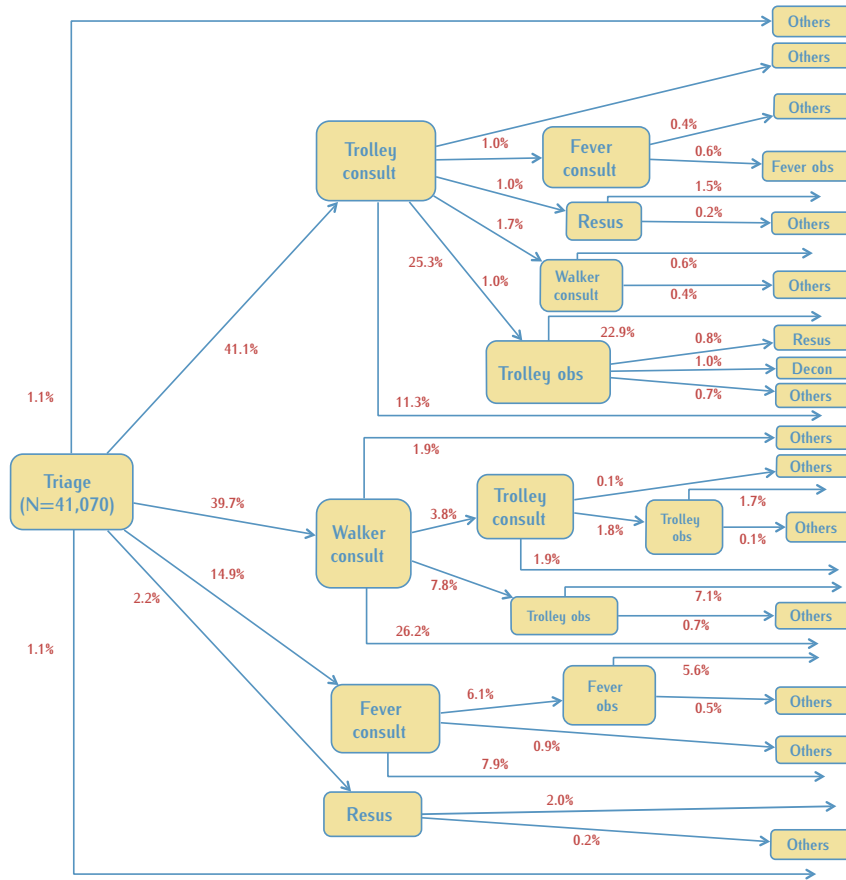 Others
Others
Others
0.4%
Trolley
consult
1.0%
Fever
consult
0.6%
Fever obs
1.0%
1.5%
Resus
0.2%
Others
1.7%
25.3%
0.6%
Walker
consult
1.0%
0.4%
Others
41.1%
22.9%
0.8%
Resus
Trolley obs
1.0%
Decon
0.7%
Others
1.1%
11.3%
Others
1.9%
Others
Triage
(N=41,070)
39.7%
0.1%
Trolley
consult
1.7%
Walker
consult
3.8%
1.8%
Trolley
obs
0.1%
Others
1.9%
14.9%
7.8%
7.1%
2.2%
Trolley obs
0.7%
Others
26.2%
1.1%
5.6%
Fever
consult
6.1%
Fever
obs
0.5%
Others
0.9%
Others
7.9%
2.0%
Resus
0.2%
Others